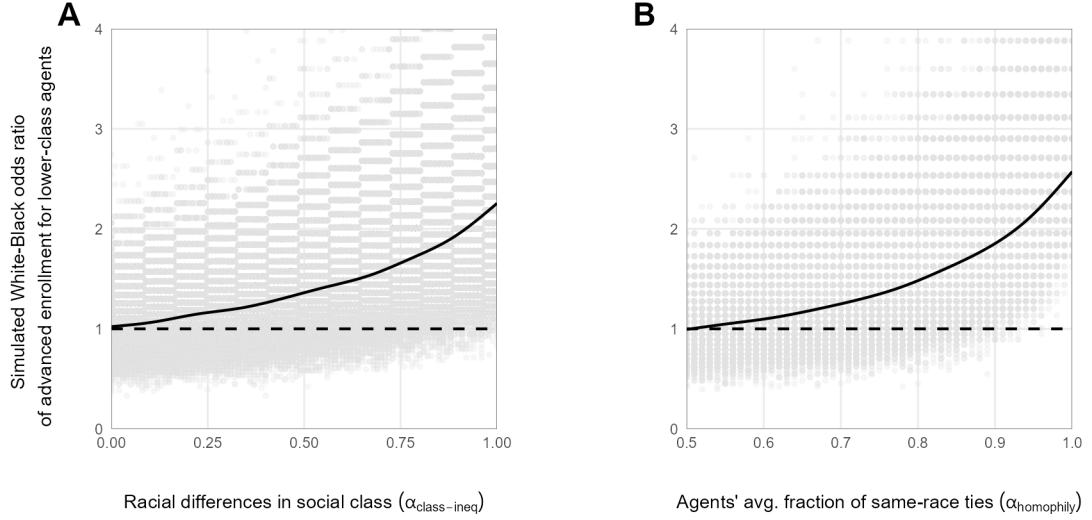 A
B
Simulated White-Black odds ratio
of advanced enrollment for lower-class agents
4
3
2
1
0
0.00 0.25 0.50 0.75 1.00
Racial differences in social class (αclass−ineq)
4
3
2
1
0
0.5 0.6 0.7 0.8 0.9 1.0
Agents' avg. fraction of same-race ties (αhomophily)